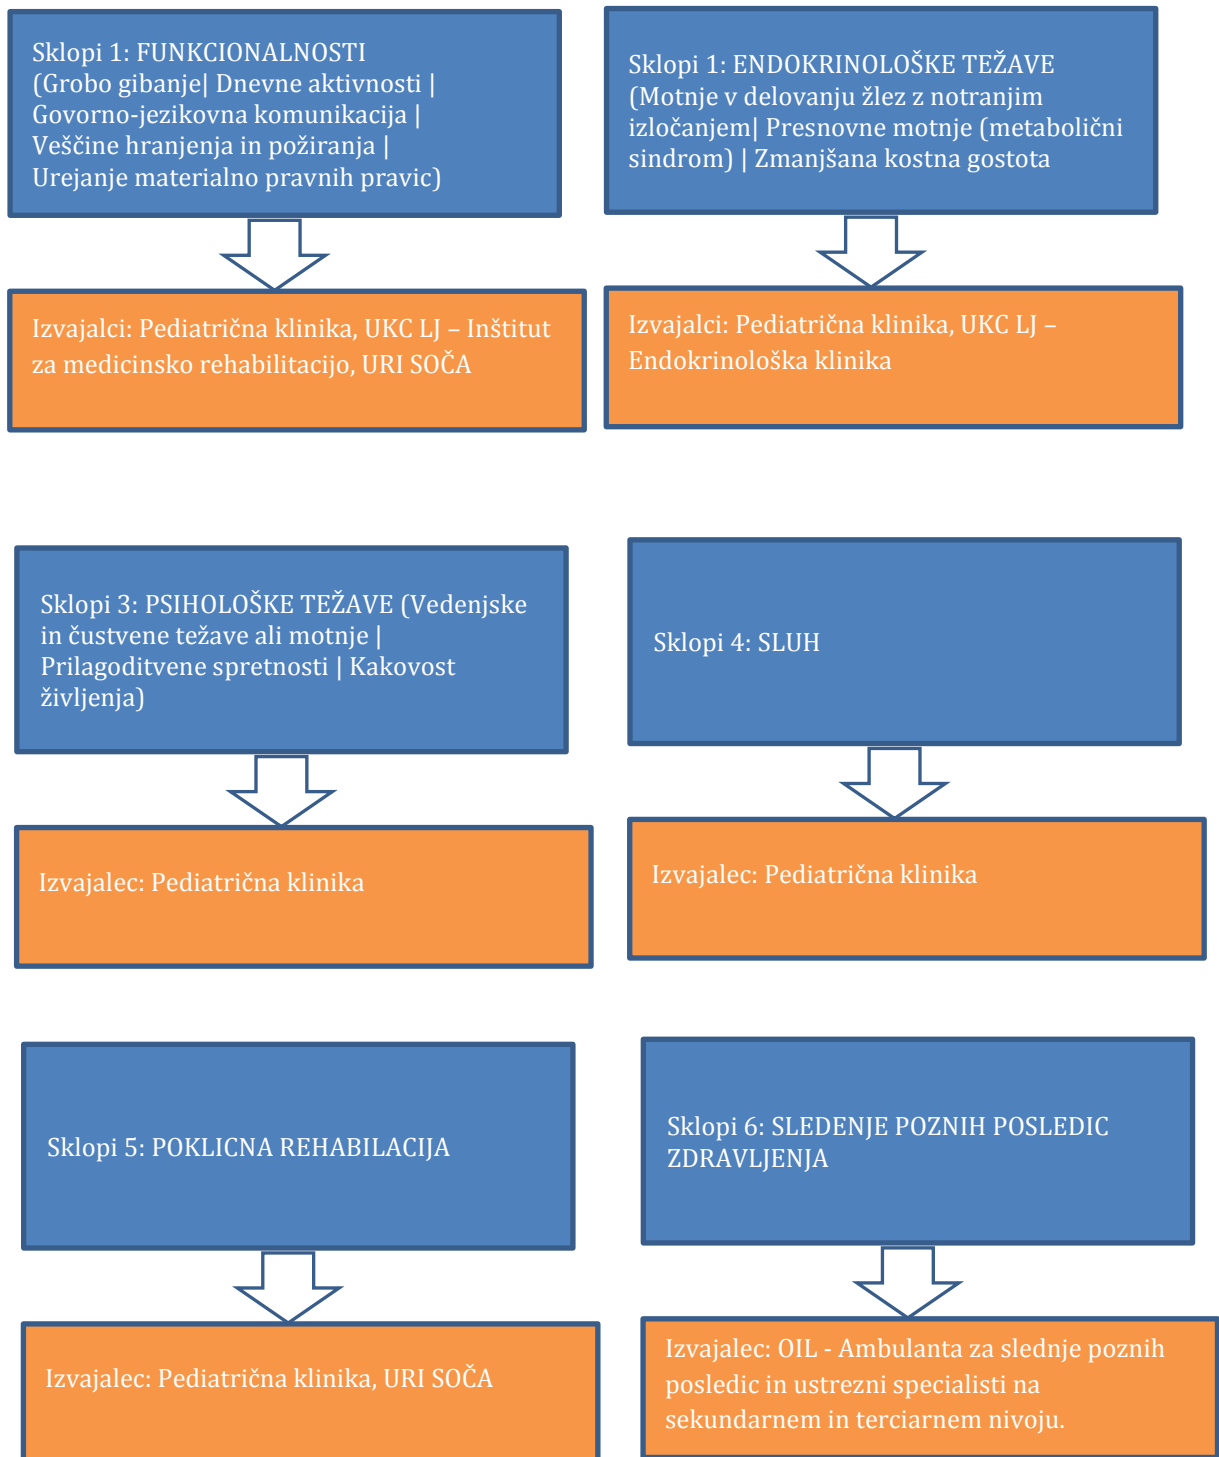 Sklopi 1: FUNKCIONALNOSTI
(Grobo gibanje| Dnevne aktivnosti |
Govorno-jezikovna komunikacija |
Veščine hranjenja in požiranja |
Urejanje materialno pravnih pravic)
Izvajalci: Pediatrična klinika, UKC LJ – Inštitut
za medicinsko rehabilitacijo, URI SOČA
Sklopi 1: ENDOKRINOLOŠKE TEŽAVE
(Motnje v delovanju žlez z notranjim
izločanjem| Presnovne motnje (metabolični
sindrom) | Zmanjšana kostna gostota
Izvajalci: Pediatrična klinika, UKC LJ –
Endokrinološka klinika
Sklopi 3: PSIHOLOŠKE TEŽAVE (Vedenjske
in čustvene težave ali motnje |
Prilagoditvene spretnosti | Kakovost
življenja)
Izvajalec: Pediatrična klinika
Sklopi 4: SLUH
Izvajalec: Pediatrična klinika
Sklopi 5: POKLICNA REHABILACIJA
Izvajalec: Pediatrična klinika, URI SOČA
Sklopi 6: SLEDENJE POZNIH POSLEDIC
ZDRAVLJENJA
Izvajalec: OIL - Ambulanta za slednje poznih
posledic in ustrezni specialisti na
sekundarnem in terciarnem nivoju.